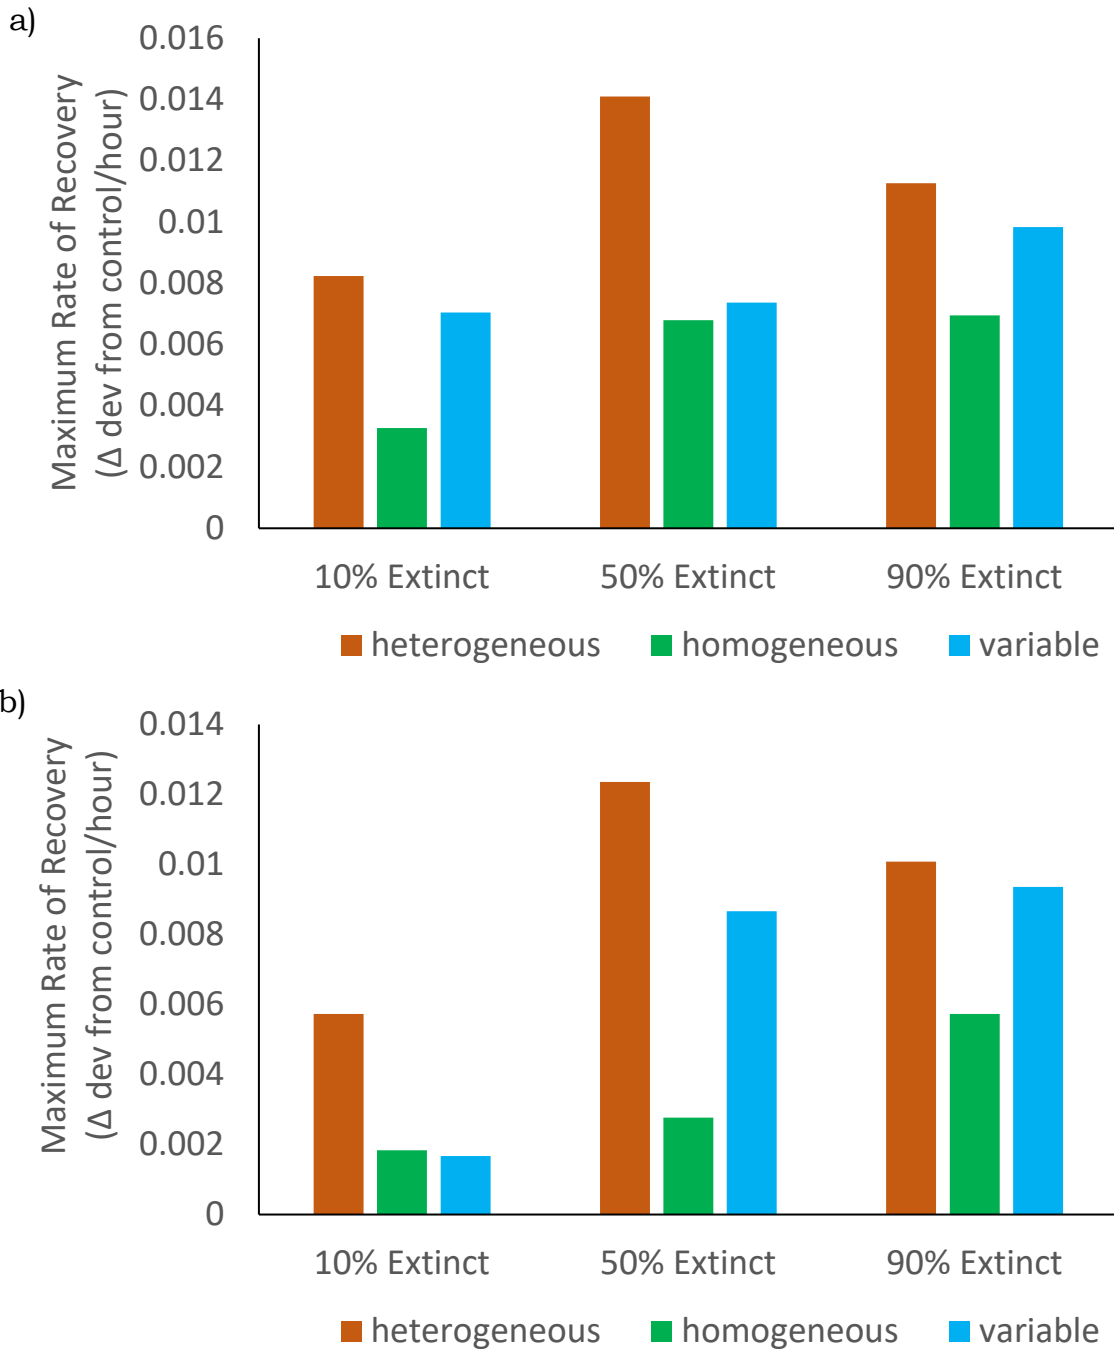 a)
Maximum Rate of Recovery
(Δ dev from control/hour)
0.016
0.014
0.012
0.01
0.008
0.006
0.004
0.002
0
10% Extinct 50% Extinct 90% Extinct
heterogeneous homogeneous variable
b)
Maximum Rate of Recovery
(Δ dev from control/hour)
0.014
0.012
0.01
0.008
0.006
0.004
0.002
0
10% Extinct 50% Extinct 90% Extinct
heterogeneous homogeneous variable